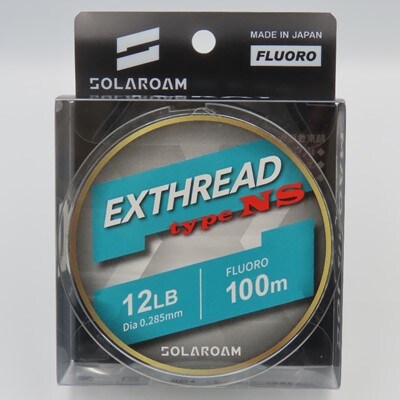 MADE IN JAPAN
FLUORO
SOLAROAM
EXTHREAD
type NS
12LB
Dia 0.285mm
FLUORO
100m
SOLAROAM